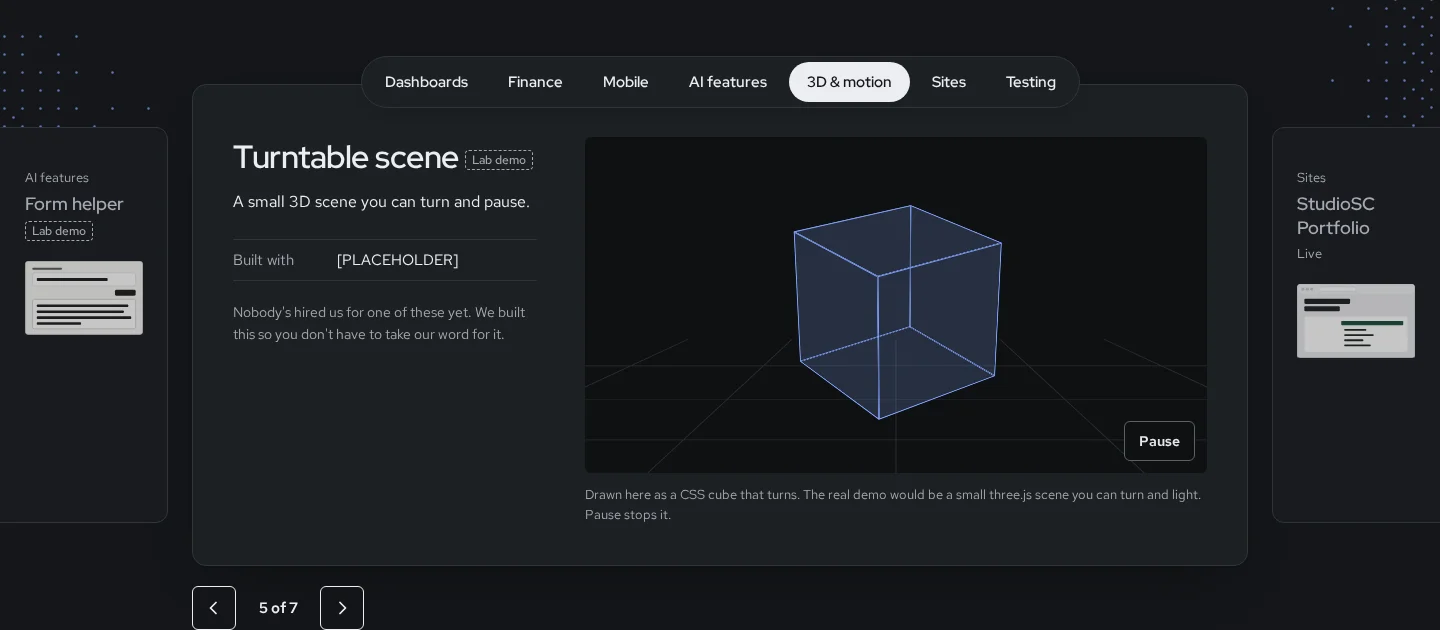 Dashboards
Finance
Mobile
AI features
3D & motion
Sites
Testing
AI features
Form helper
Lab demo
Turntable scene
Lab demo
A small 3D scene you can turn and pause.
Built with
[PLACEHOLDER]
Nobody's hired us for one of these yet. We built
this so you don't have to take our word for it.
Pause
Drawn here as a CSS cube that turns. The real demo would be a small three.js scene you can turn and light.
Pause stops it.
Sites
StudioSC
Portfolio
Live
5 of 7